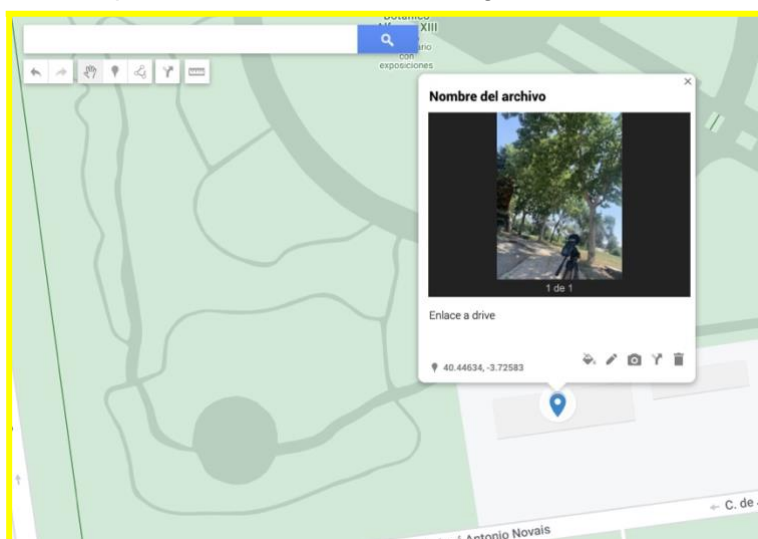 XIII
con
exposiciones
Nombre del archivo
1 de 1
Enlace a drive
40.44634, -3.72583
C. de
Antonio Novais